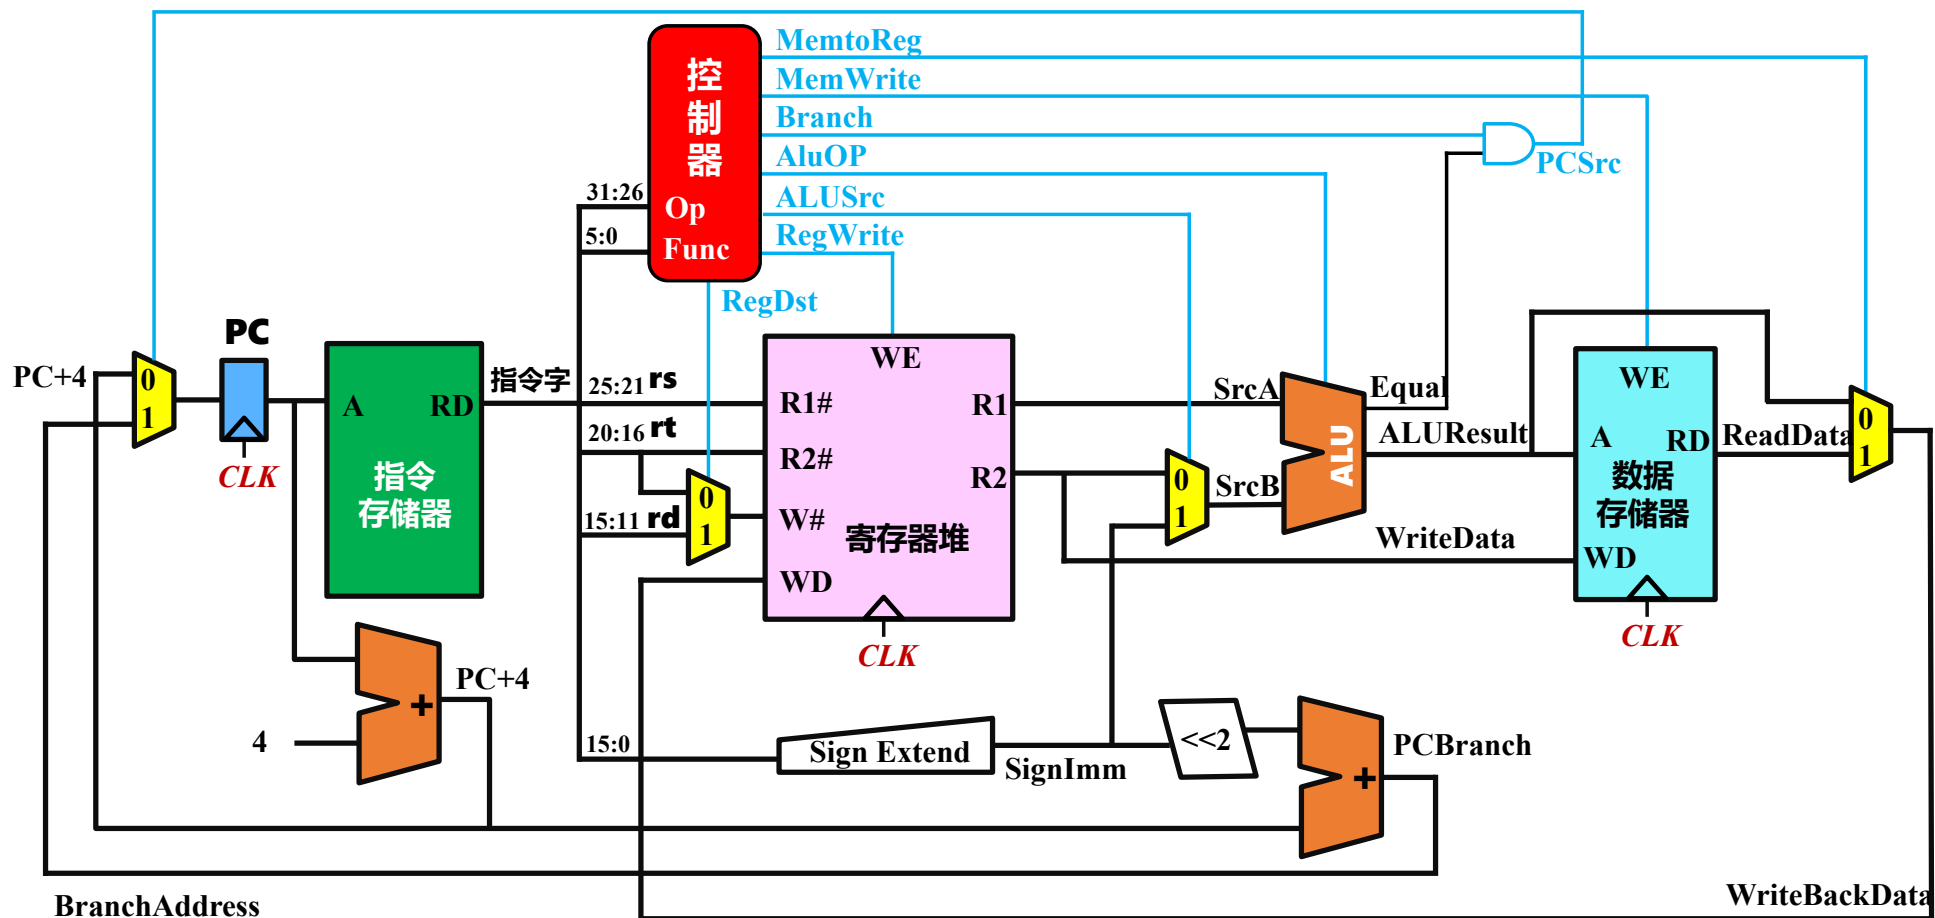 MemtoReg
MemWrite
Branch
AluOP
ALUSrc
RegWrite
控
制
器
Op
Func
31:26
5:0
PCSrc
RegDst
PC
PC+4
0
1
CLK
A
RD
指令
存储器
指令字
25:21 rs
20:16 rt
15:11 rd
0
1
WE
R1#
R2#
W#
WD
R1
R2
寄存器堆
CLK
SrcA
SrcB
0
1
ALU
Equal
ALUResult
WriteData
WE
A
RD
数据
存储器
WD
CLK
ReadData
0
1
4
+
PC+4
15:0
Sign Extend
SignImm
<<2
+
PCBranch
BranchAddress
WriteBackData